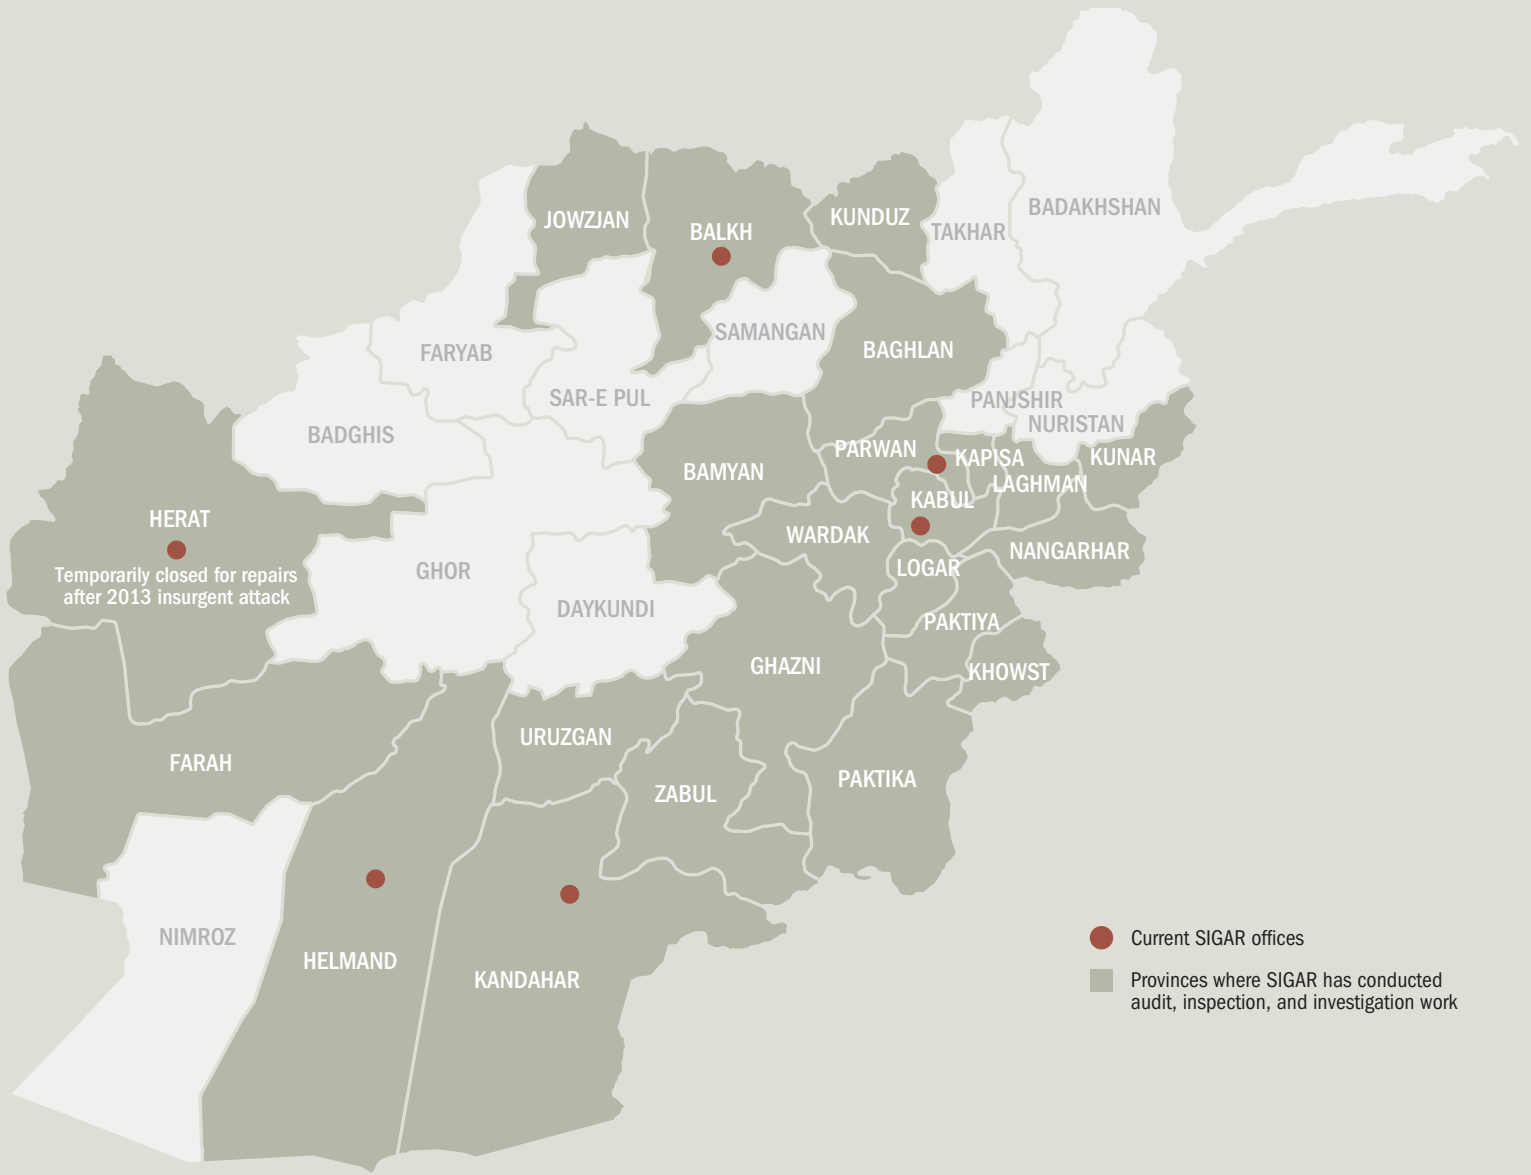 BADAKHSHAN
JOWZJAN
KUNDUZ
BALKH
TAKHAR
SAMANGAN
FARYAB
BAGHLAN
SAR-E PUL
PANJSHIR
NURISTAN
BADGHIS
PARWAN
KAPISA
KUNAR
BAMYAN
LAGHMAN
KABUL
HERAT
WARDAK
NANGARHAR
Temporarily closed for repairs
after 2013 insurgent attack
GHOR
LOGAR
DAYKUNDI
PAKTIYA
GHAZNI
KHOWST
URUZGAN
FARAH
PAKTIKA
ZABUL
NIMROZ
HELMAND
KANDAHAR
Current SIGAR offices
Provinces where SIGAR has conducted
audit, inspection, and investigation work